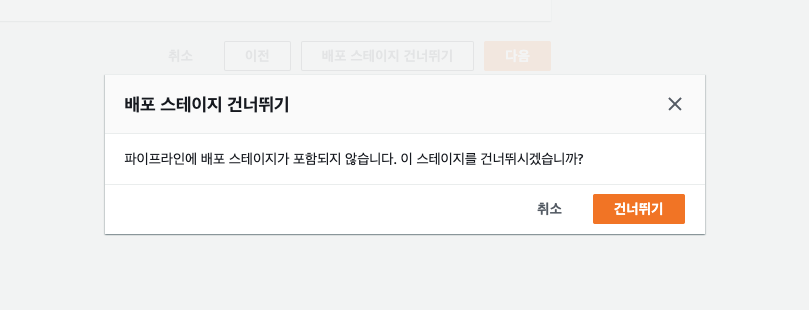 취소 이전 배포 스테이지 건너뛰기 다음
배포 스테이지 건너뛰기
파이프라인에 배포 스테이지가 포함되지 않습니다. 이 스테이지를 건너뛰시겠습니까?
취소 건너뛰기